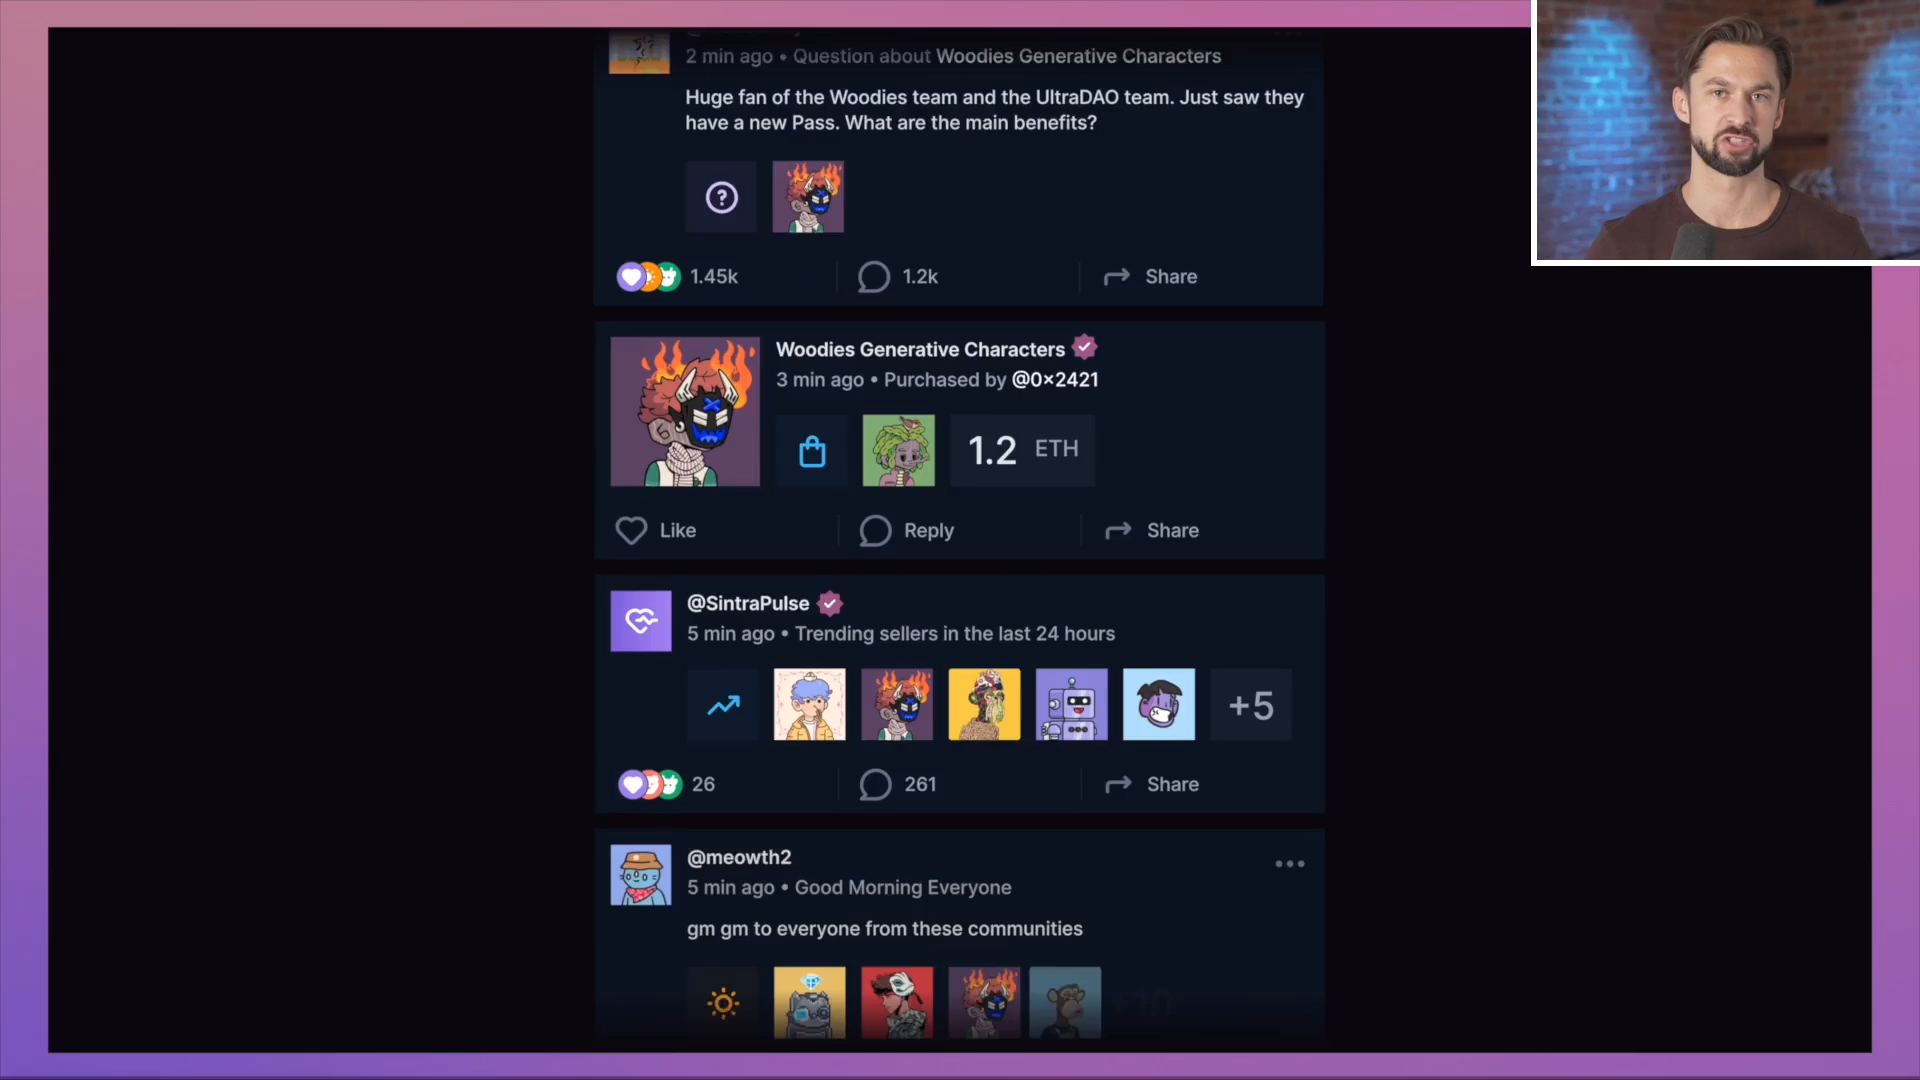 2 min ago • Question about Woodies Generative Characters
Huge fan of the Woodies team and the UltraDAO team. Just saw they
have a new Pass. What are the main benefits?
1.45k
1.2k
Share
Woodies Generative Characters
3 min ago • Purchased by @0×2421
1.2 ETH
Like
Reply
Share
@SintraPulse
5 min ago • Trending sellers in the last 24 hours
+5
26
261
Share
@meowth2
5 min ago • Good Morning Everyone
gm gm to everyone from these communities